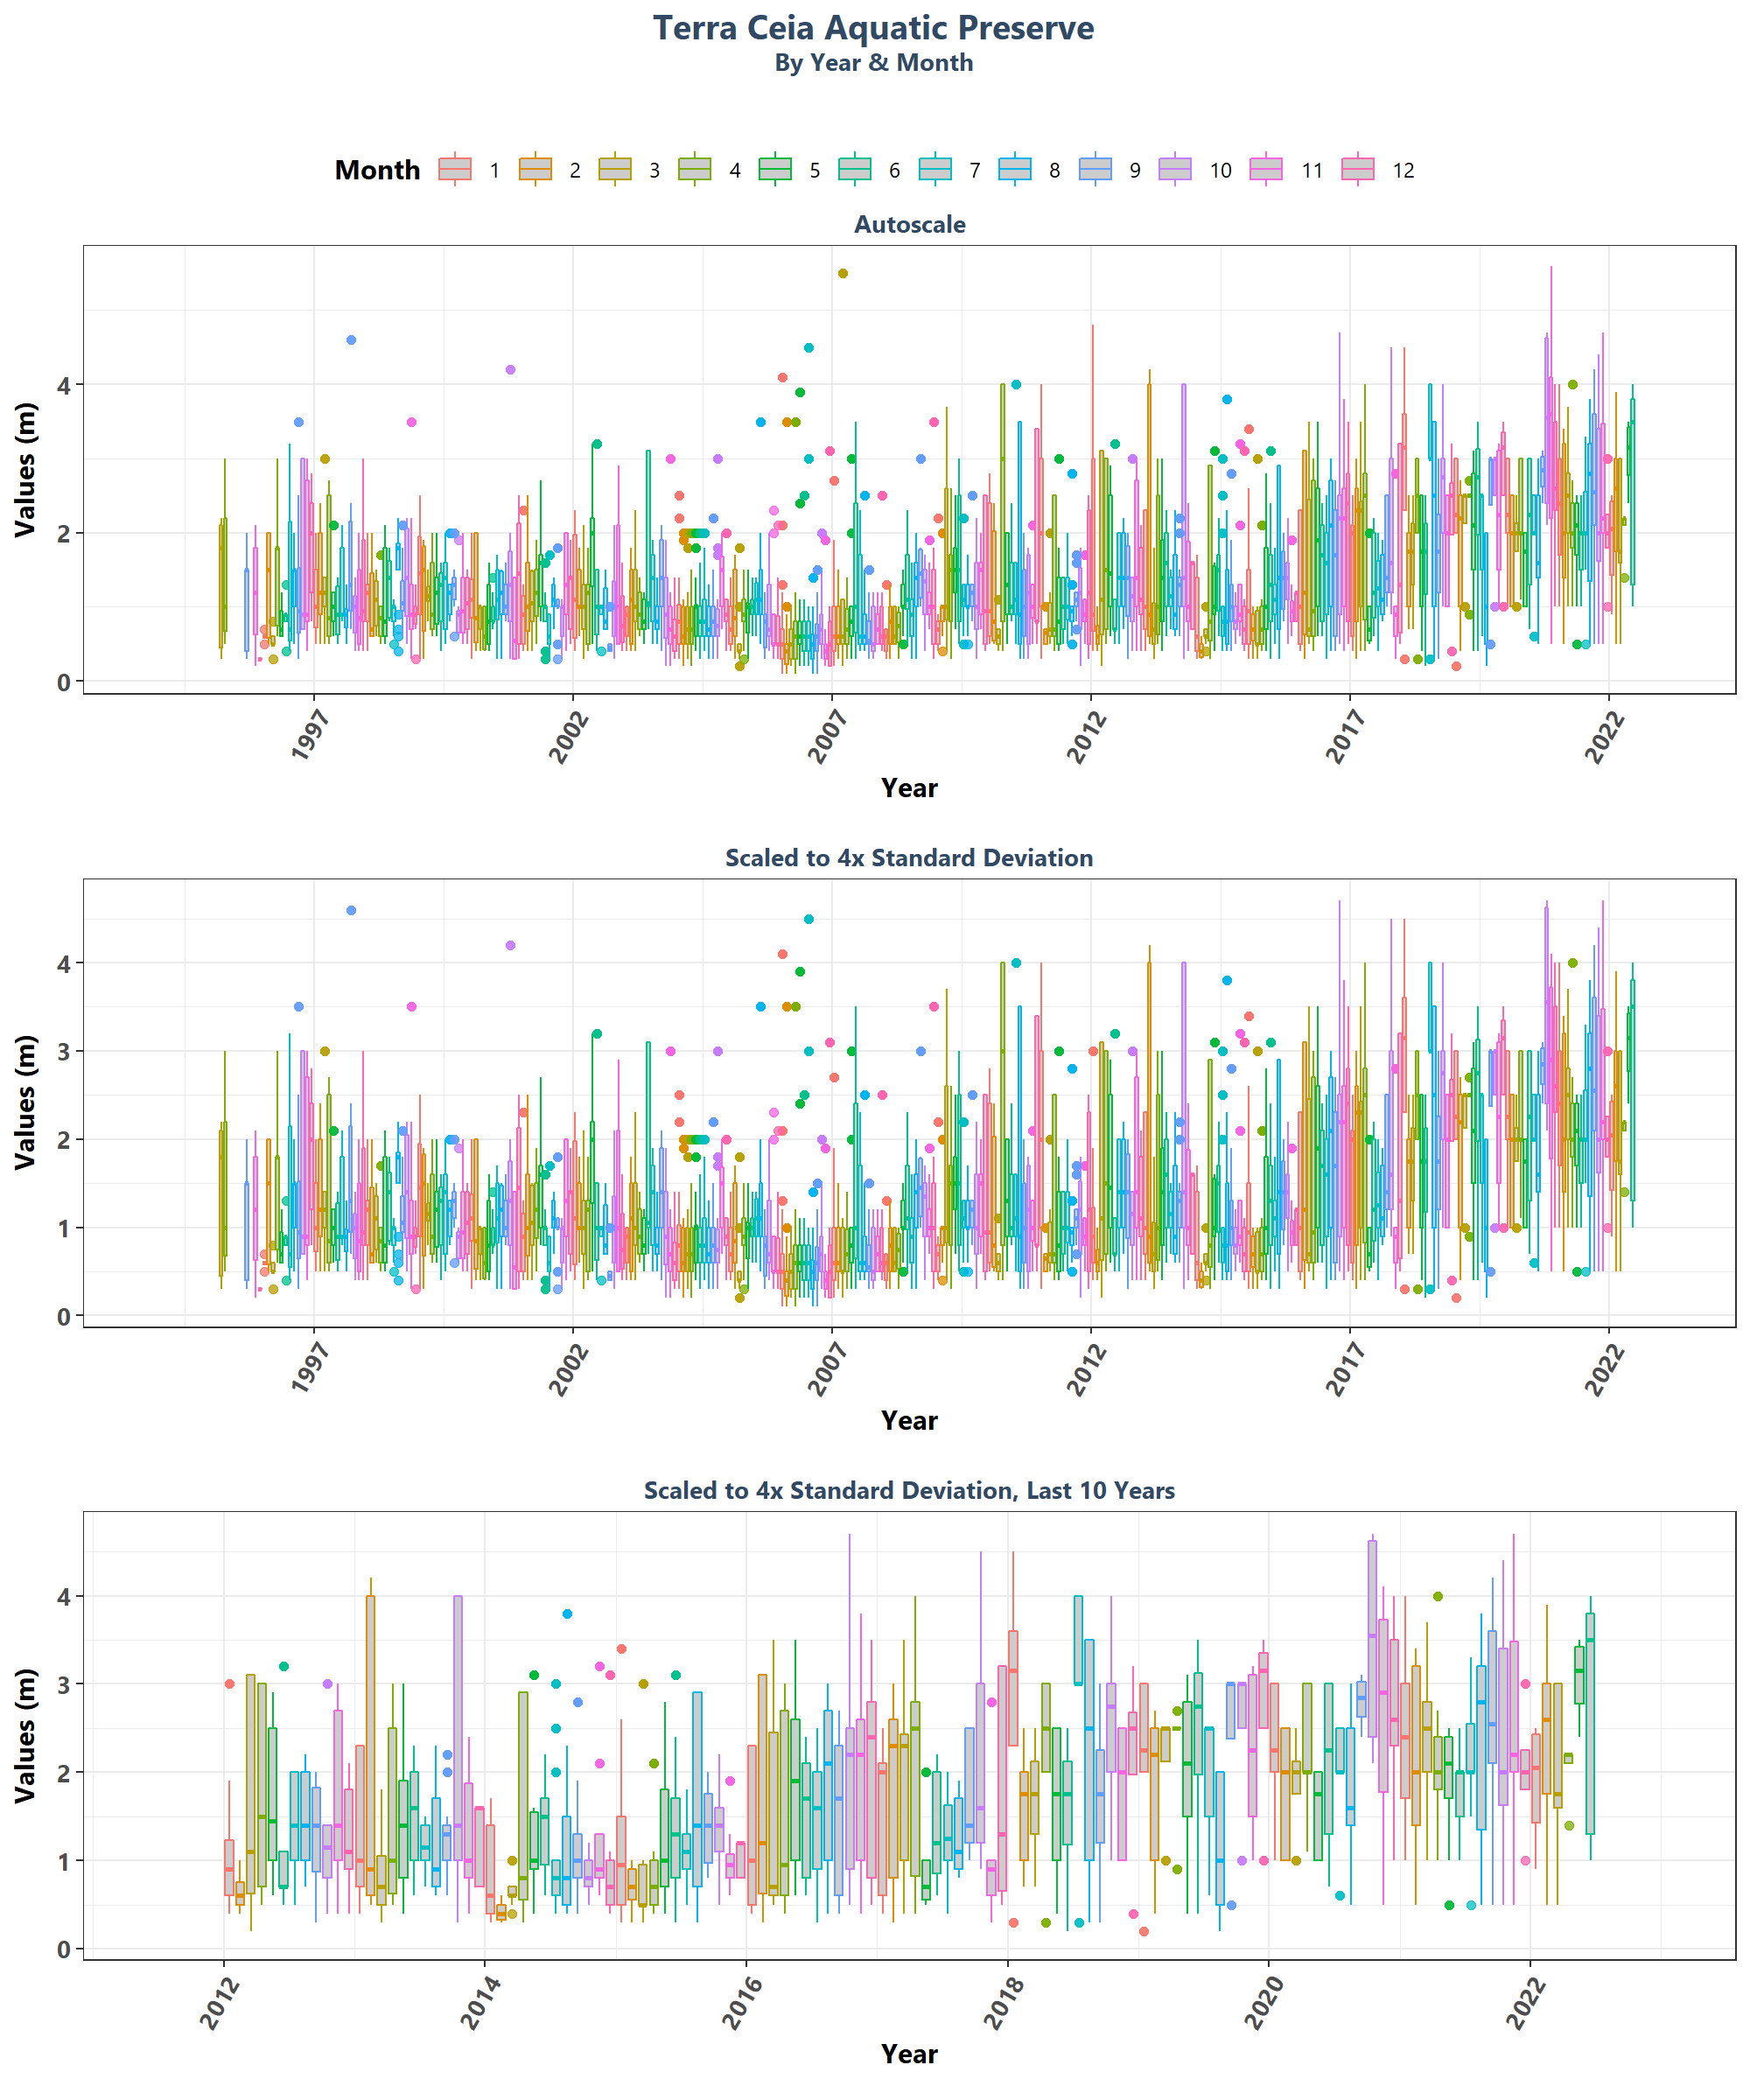 Terra Ceia Aquatic Preserve
By Year & Month
Month 1 2 3 4 5 6 7 8 9 10 11 12
Autoscale
Values (m)
4
2
0
1997 2002 2007 2012 2017 2022
Year
Scaled to 4x Standard Deviation
Values (m)
4
3
2
1
0
1997 2002 2007 2012 2017 2022
Year
Scaled to 4x Standard Deviation, Last 10 Years
Values (m)
4
3
2
1
0
2012 2014 2016 2018 2020 2022
Year